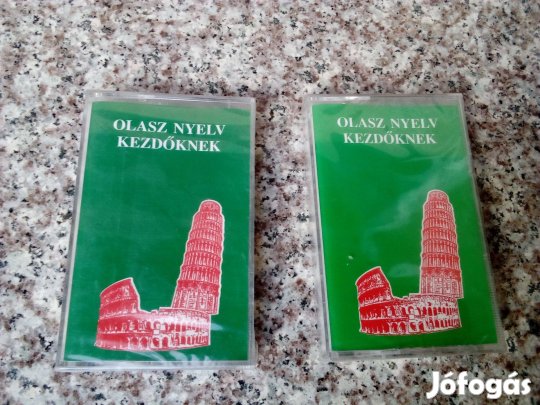 OLASZ NYELV
KEZDŐKNEK
OLASZ NYELV
KEZDŐKNEK
Jófogás